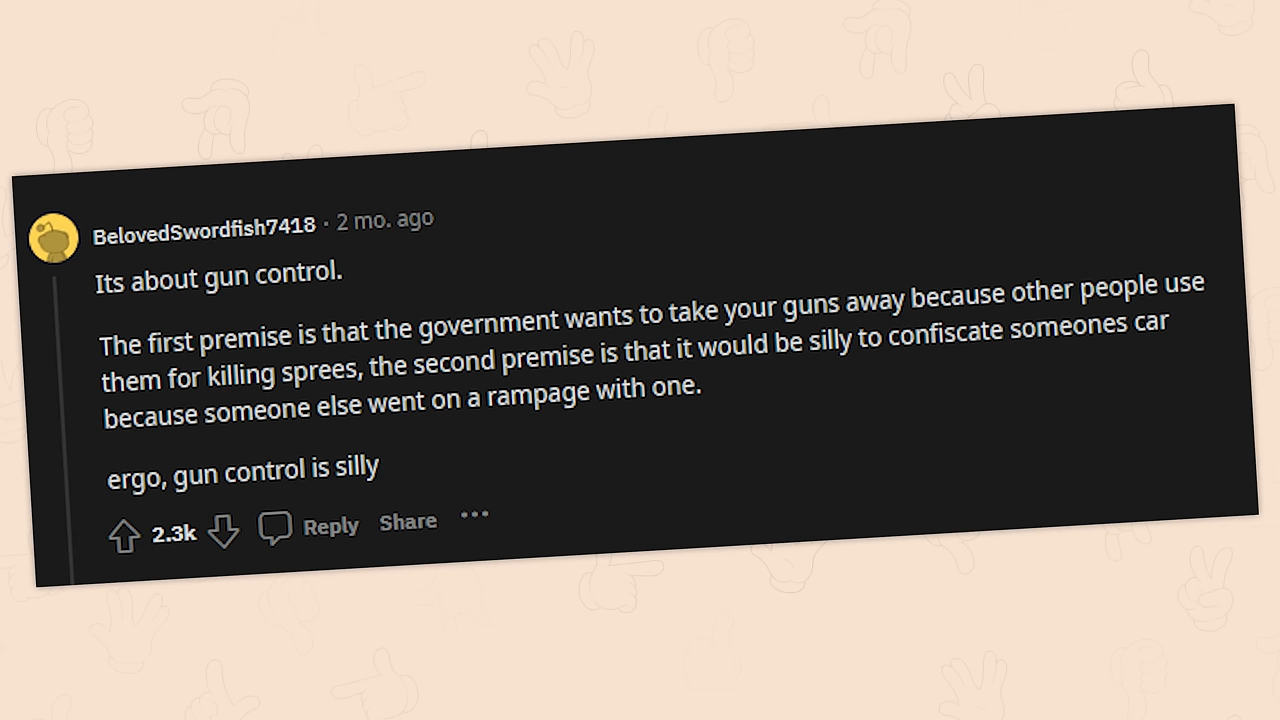 BelovedSwordfish7418 · 2 mo. ago
Its about gun control.
The first premise is that the government wants to take your guns away because other people use
them for killing sprees, the second premise is that it would be silly to confiscate someones car
because someone else went on a rampage with one.
ergo, gun control is silly
2.3k Reply Share ...